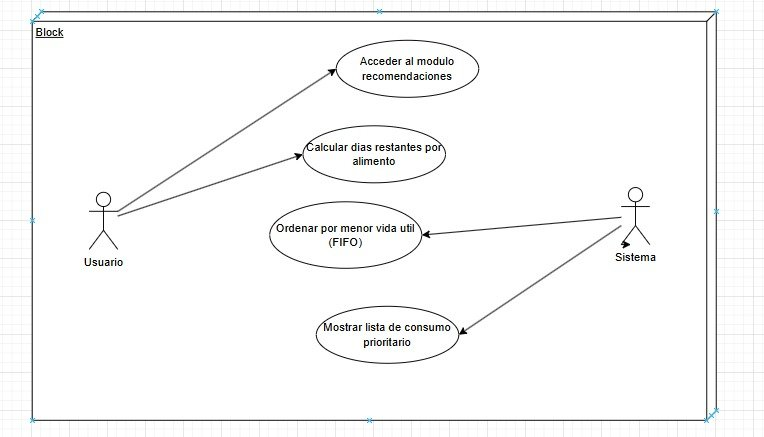 Block
Acceder al modulo
recomendaciones
Calcular dias restantes por
alimento
Ordenar por menor vida util
(FIFO)
Usuario
Sistema
Mostrar lista de consumo
prioritario